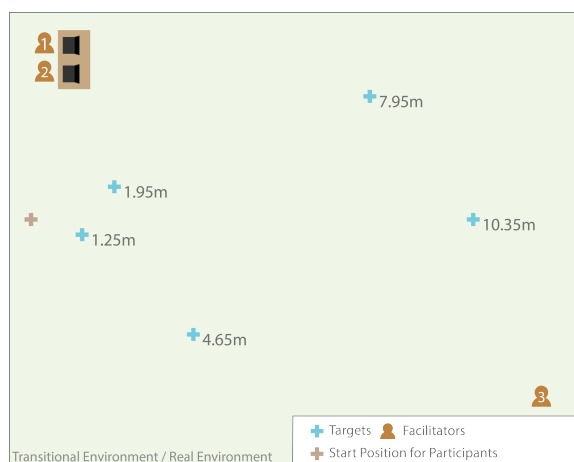 1
2
7.95m
1.95m
10.35m
1.25m
4.65m
3
Targets Facilitators
Start Position for Participants
Transitional Environment / Real Environment